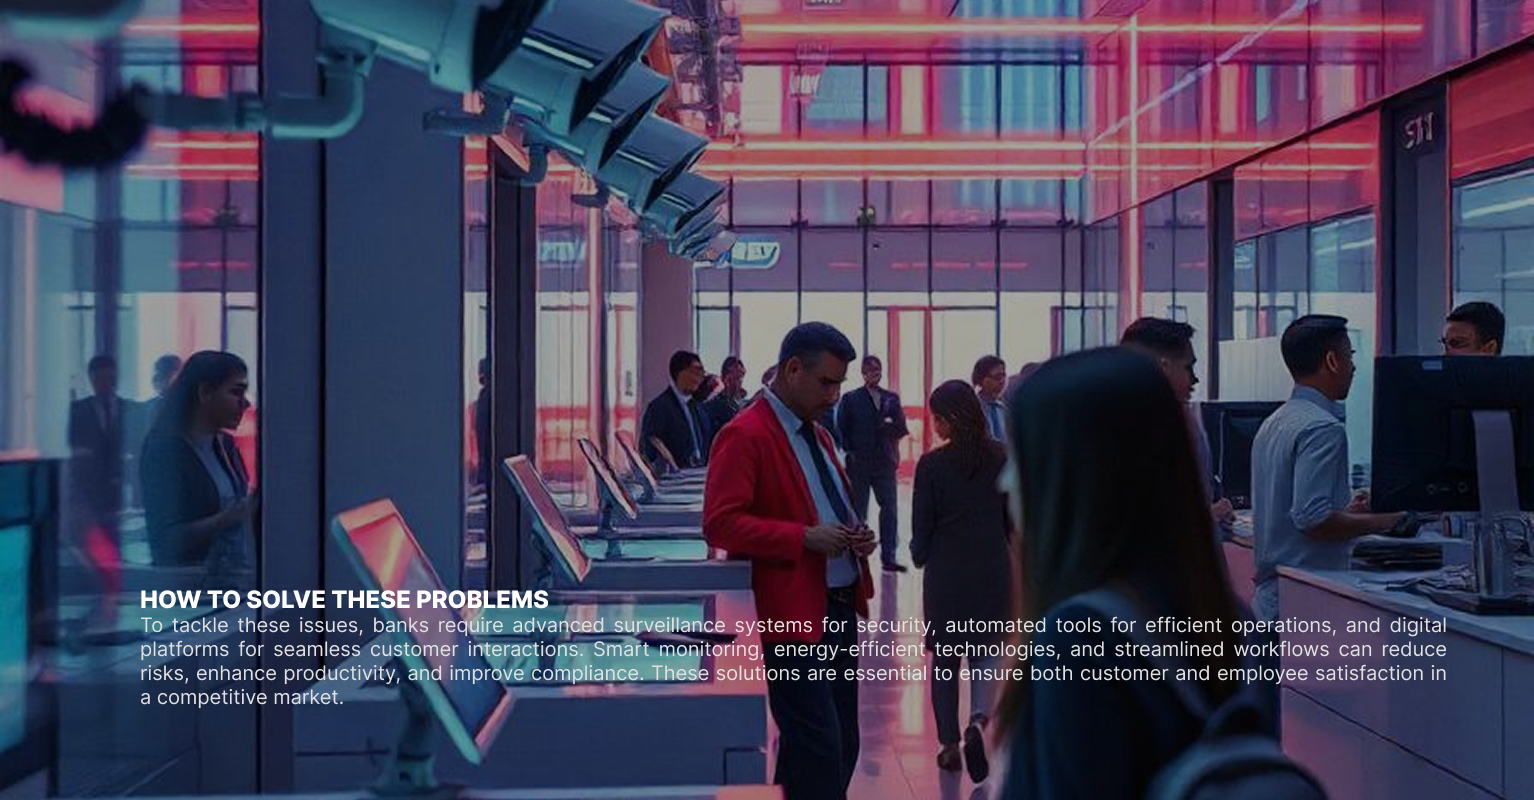 HOW TO SOLVE THESE PROBLEMS
To tackle these issues, banks require advanced surveillance systems for security, automated tools for efficient operations, and digital
platforms for seamless customer interactions. Smart monitoring, energy-efficient technologies, and streamlined workflows can reduce
risks, enhance productivity, and improve compliance. These solutions are essential to ensure both customer and employee satisfaction in
a competitive market.